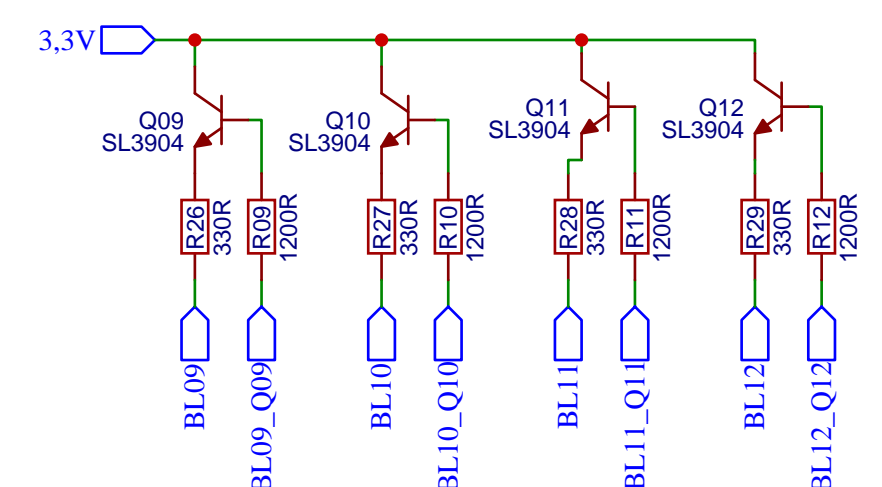 3,3V
Q09
SL3904
Q10
SL3904
Q11
SL3904
Q12
SL3904
R26
330R
R09
1200R
R27
330R
R10
1200R
R28
330R
R11
1200R
R29
330R
R12
1200R
BL09
BL09_Q09
BL10
BL10_Q10
BL11
BL11_Q11
BL12
BL12_Q12